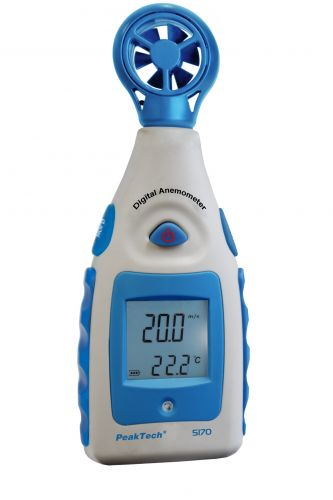 Digital Anemometer
20.0 m/s
22.2 °C
PeakTech® 5170